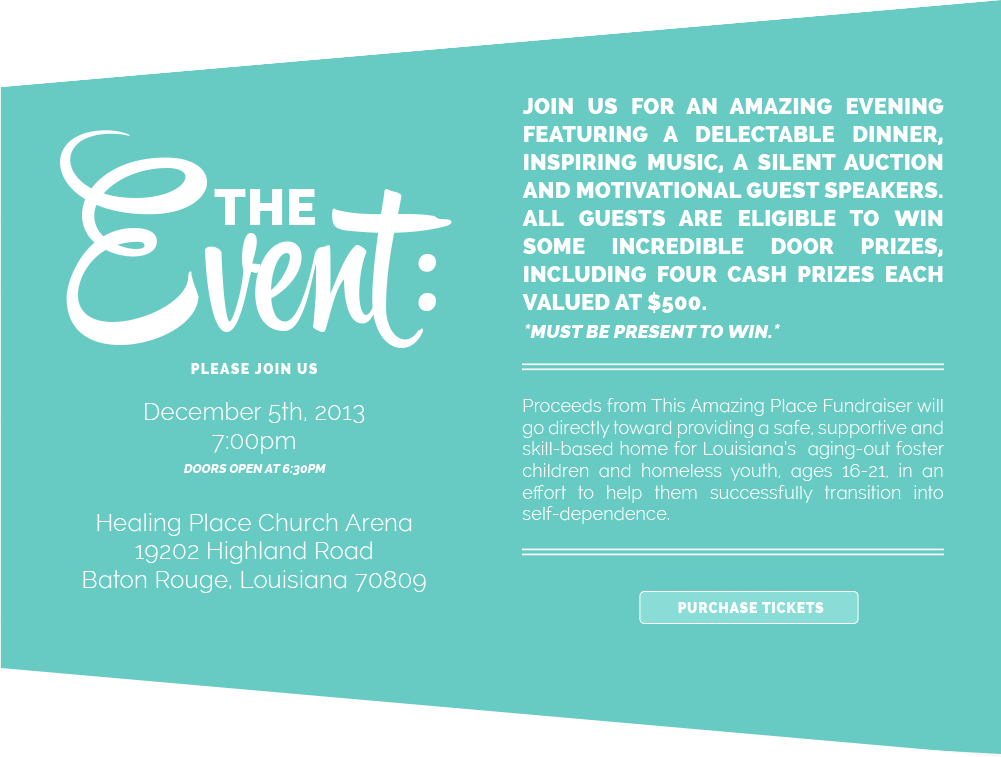 THE
Event:
PLEASE JOIN US
December 5th, 2013
7:00pm
DOORS OPEN AT 6:30PM
Healing Place Church Arena
19202 Highland Road
Baton Rouge, Louisiana 70809
JOIN US FOR AN AMAZING EVENING
FEATURING A DELECTABLE DINNER,
INSPIRING MUSIC, A SILENT AUCTION
AND MOTIVATIONAL GUEST SPEAKERS.
ALL GUESTS ARE ELIGIBLE TO WIN
SOME INCREDIBLE DOOR PRIZES,
INCLUDING FOUR CASH PRIZES EACH
VALUED AT $500.
*MUST BE PRESENT TO WIN.*
Proceeds from This Amazing Place Fundraiser will
go directly toward providing a safe, supportive and
skill-based home for Louisiana's aging-out foster
children and homeless youth, ages 16-21, in an
effort to help them successfully transition into
self-dependence.
PURCHASE TICKETS